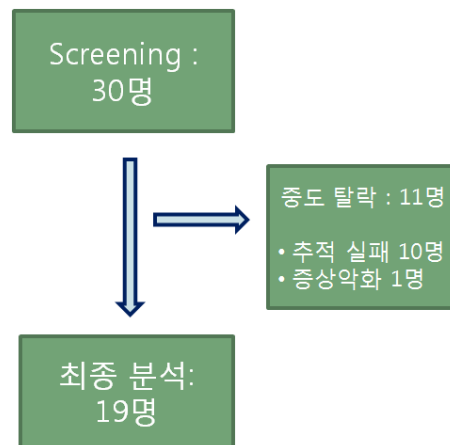 Screening :
30명
중도 탈락 : 11명
• 추적 실패 10명
• 증상악화 1명
최종 분석:
19명